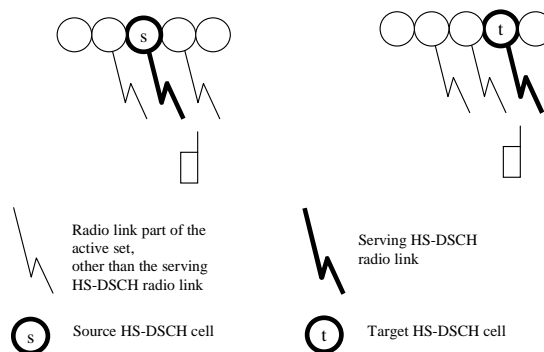 s
t
Radio link part of the
active set,
other than the serving
HS-DSCH radio link
Serving HS-DSCH
radio link
s
Source HS-DSCH cell
t
Target HS-DSCH cell